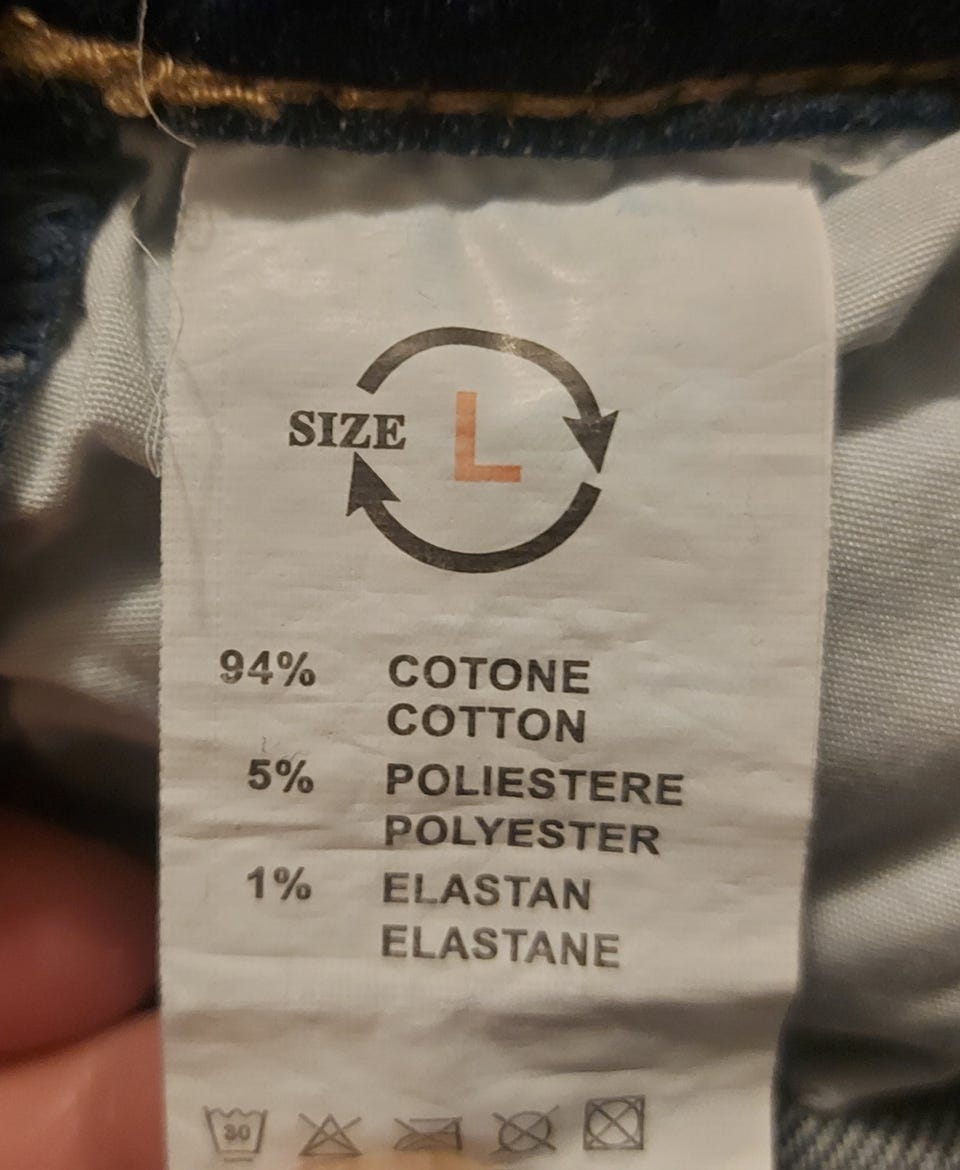 SIZE L
94% COTONE
COTTON
5% POLIESTERE
POLYESTER
1% ELASTAN
ELASTANE
30